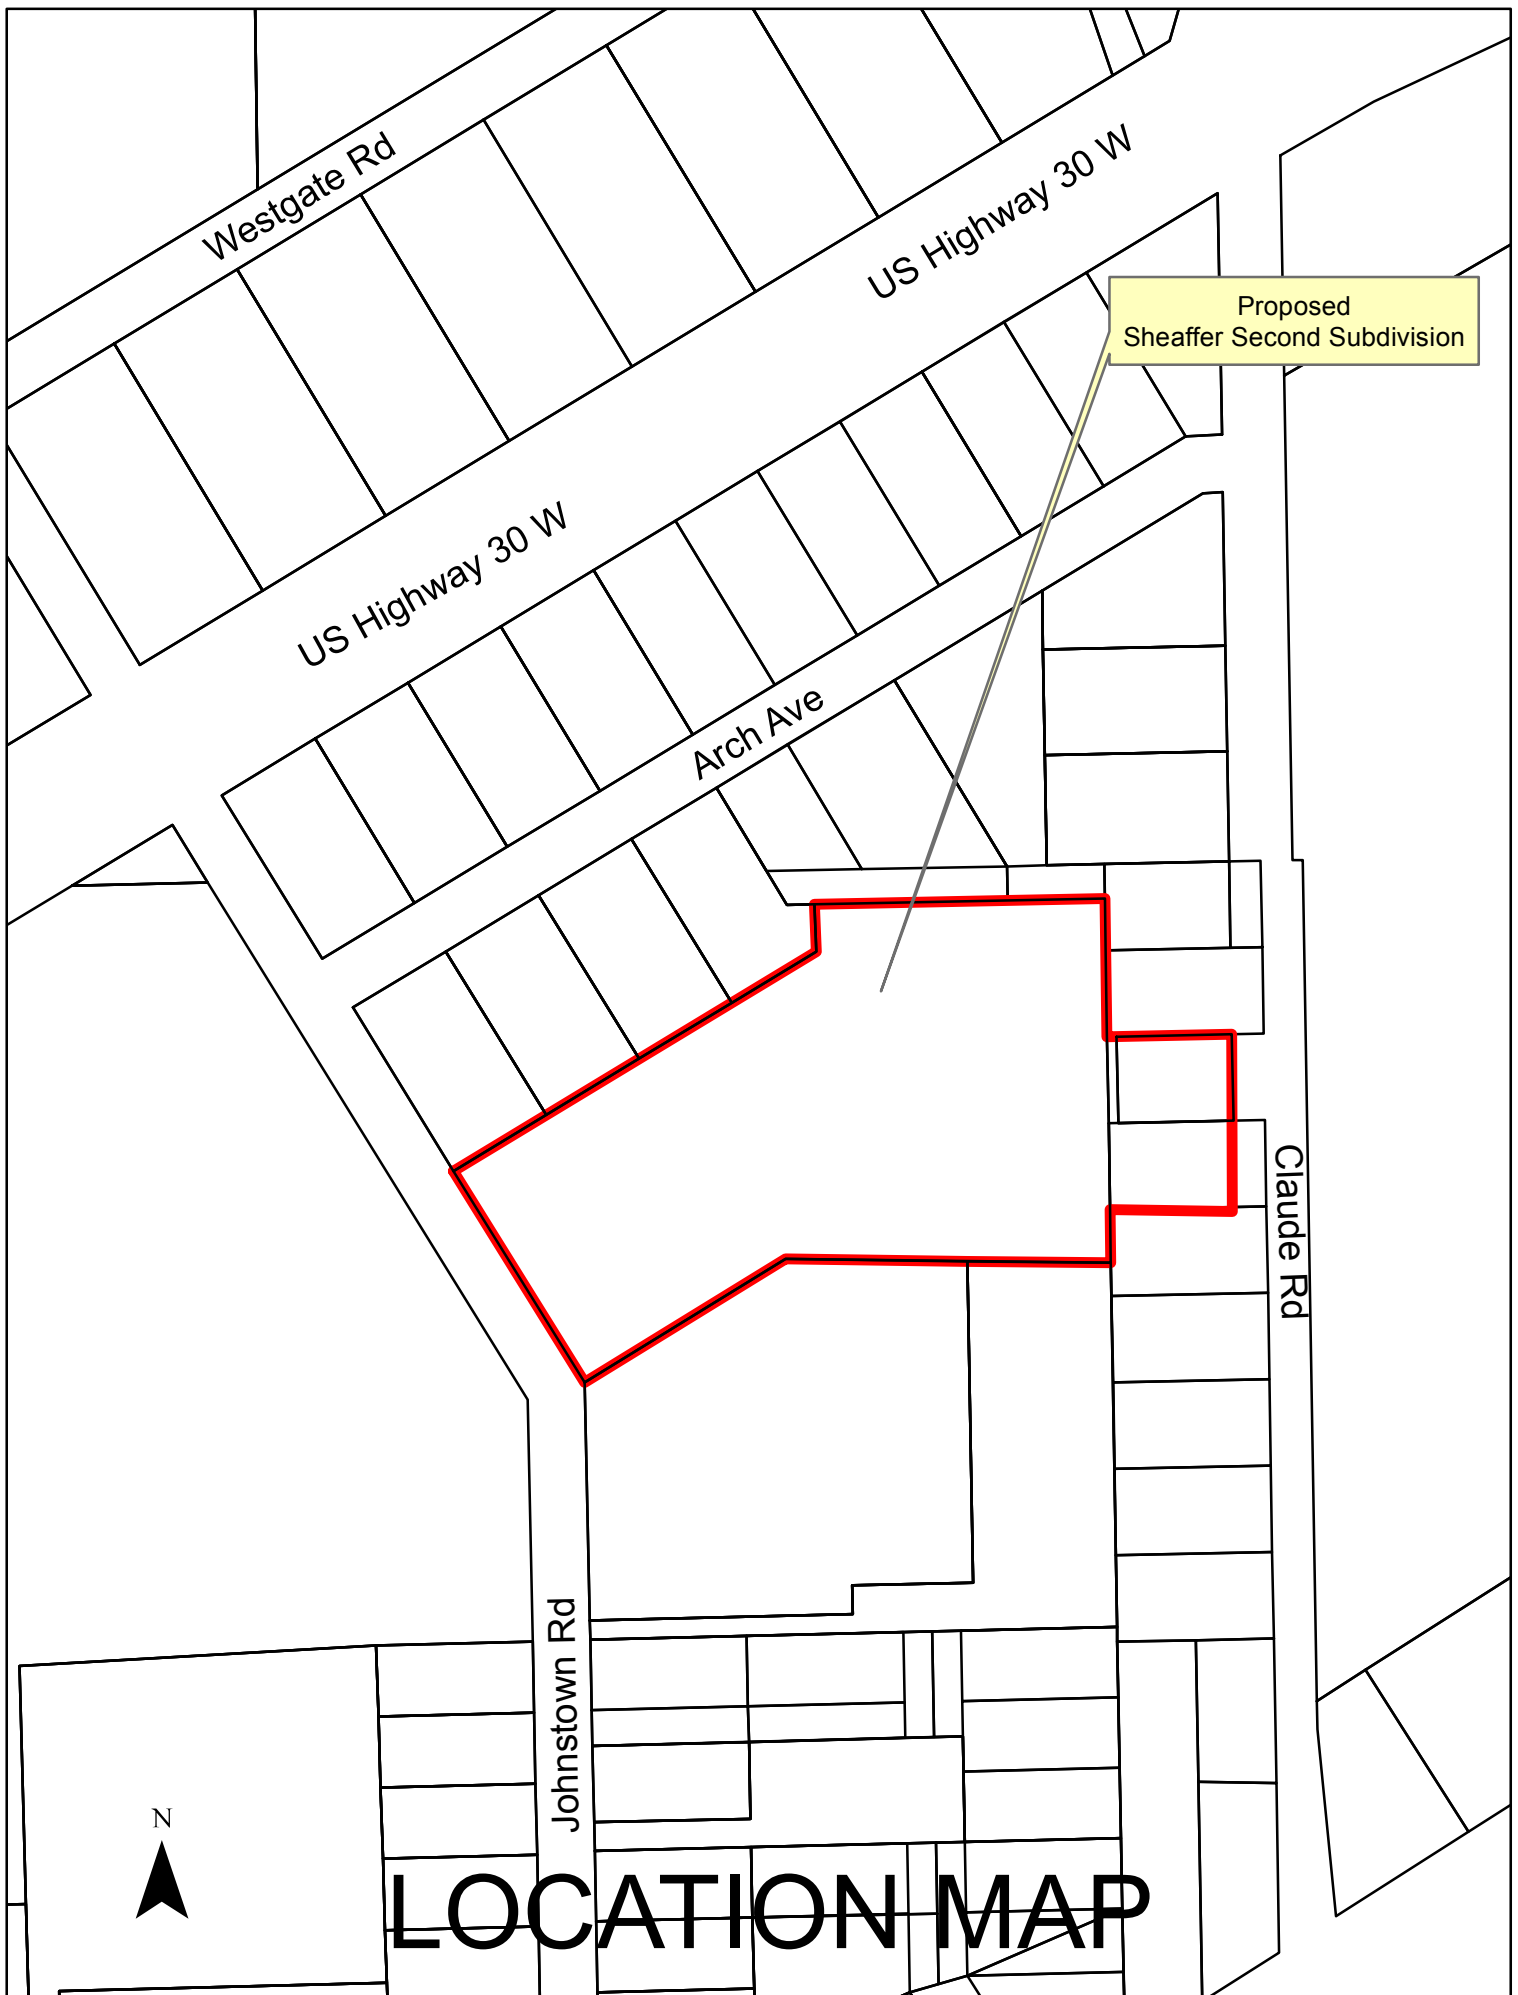 Westgate Rd
US Highway 30 W
Proposed
Sheaffer Second Subdivision
US Highway 30 W
Arch Ave
Claude Rd
Johnstown Rd
N
LOCATION MAP